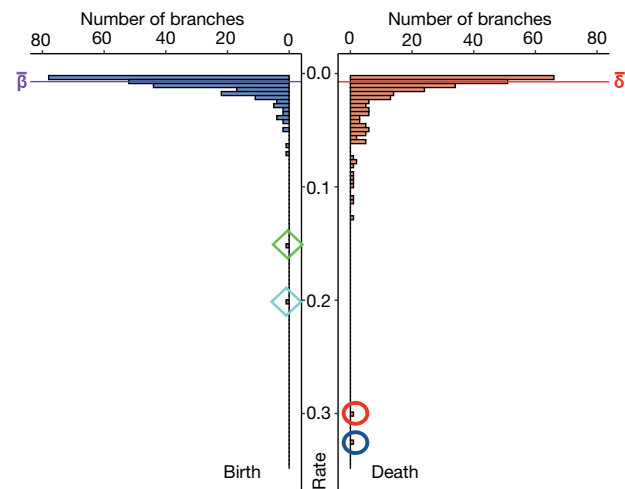 Number of branches
Number of branches
80 60 40 20 0
0 20 40 60 80
β̅
0.0
δ̅
0.1
0.2
0.3
Birth
Rate
Death